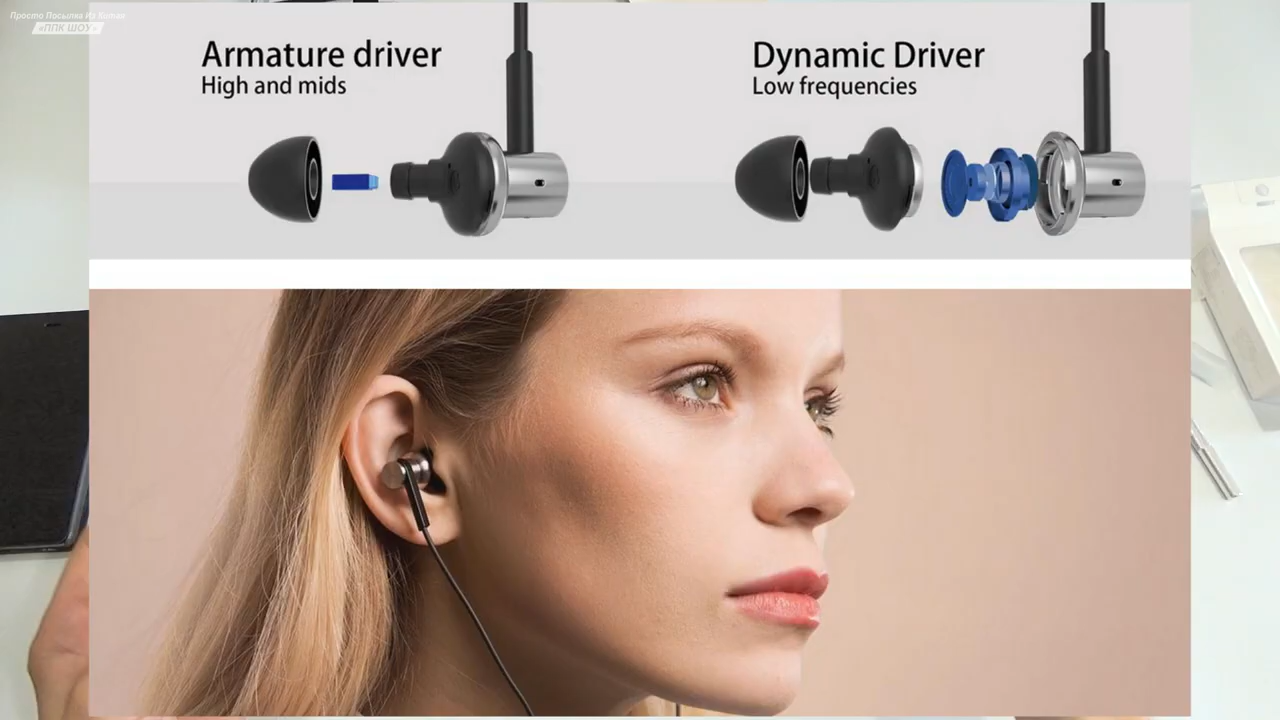 Просто Посылка Из Китая
«ППК ШОУ»
Armature driver
High and mids
Dynamic Driver
Low frequencies